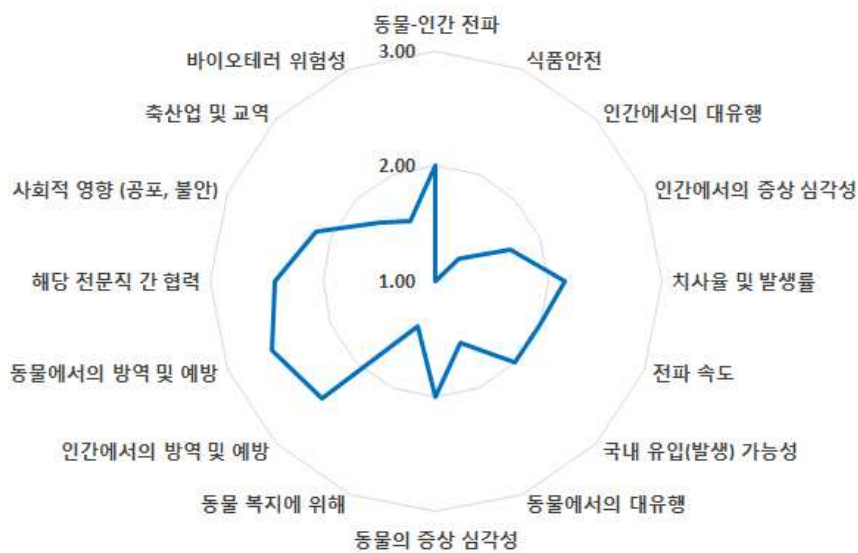 동물-인간 전파
3.00
바이오테러 위험성
식품안전
축산업 및 교역
인간에서의 대유행
2.00
사회적 영향 (공포, 불안)
인간에서의 증상 심각성
해당 전문직 간 협력
1.00
치사율 및 발생률
동물에서의 방역 및 예방
전파 속도
인간에서의 방역 및 예방
국내 유입(발생) 가능성
동물 복지에 위해
동물에서의 대유행
동물의 증상 심각성